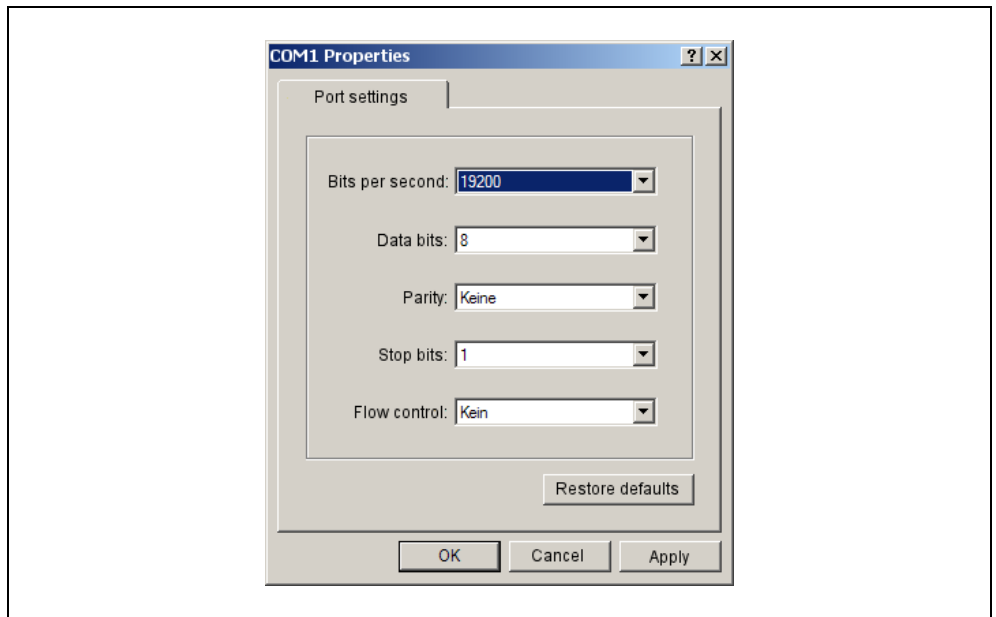 COM1 Properties
Port settings
Bits per second: 19200
Data bits: 8
Parity: Keine
Stop bits: 1
Flow control: Kein
Restore defaults
OK Cancel Apply